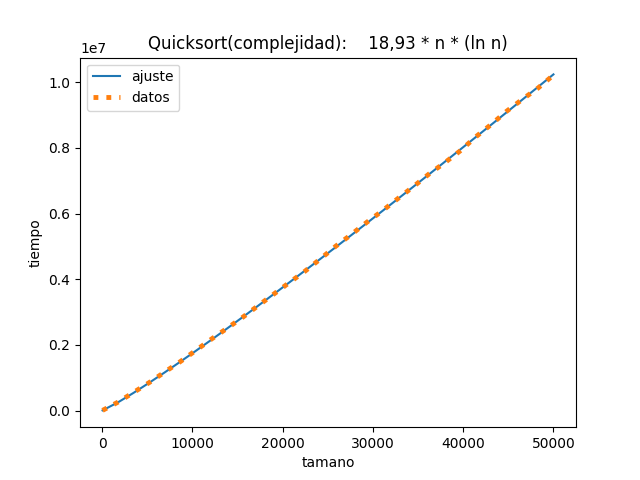 Quicksort(complejidad):    18,93 * n * (ln n)
1e7
ajuste
datos
1.0
0.8
0.6
0.4
0.2
0.0
tiempo
0 10000 20000 30000 40000 50000
tamano